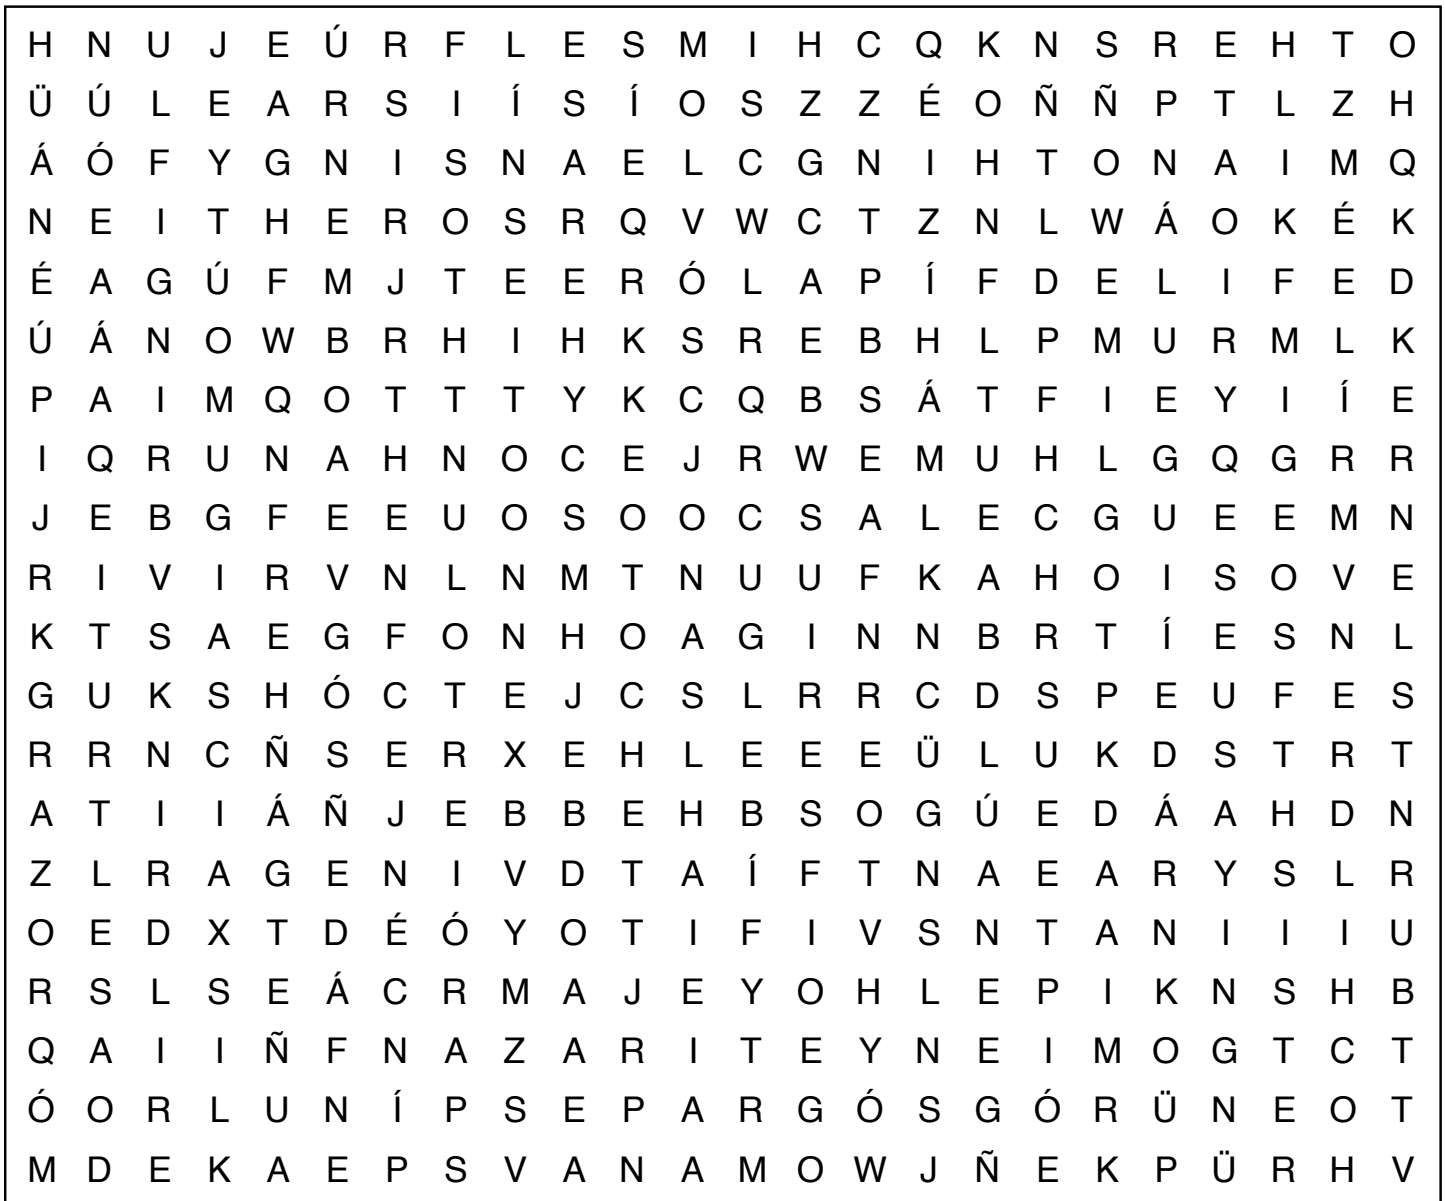 H N U J E Ú R F L E S M I H C Q K N S R E H T O
Ü Ú L E A R S I Í S Í O S Z Z É O Ñ Ñ P T L Z H
Á Ó F Y G N I S N A E L C G N I H T O N A I M Q
N E I T H E R O S R Q V W C T Z N L W Á O K É K
É A G Ú F M J T E E R Ó L A P Í F D E L I F E D
Ú Á N O W B R H I H K S R E B H L P M U R M L K
P A I M Q O T T T Y K C Q B S Á T F I E Y I Í E
I Q R U N A H N O C E J R W E M U H L G Q G R R
J E B G F E E U O S O O C S A L E C G U E E M N
R I V I R V N L N M T N U U F K A H O I S O V E
K T S A E G F O N H O A G I N N B R T Í E S N L
G U K S H Ó C T E J C S L R R C D S P E U F E S
R R N C Ñ S E R X E H L E E E Ü L U K D S T R T
A T I I Á Ñ J E B B E H B S O G Ú E D Á A H D N
Z L R A G E N I V D T A Í F T N A E A R Y S L R
O E D X T D É Ó Y O T I F I V S N T A N I I I U
R S L S E Á C R M A J E Y O H L E P I K N S H B
Q A I I Ñ F N A Z A R I T E Y N E I M O G T C T
Ó O R L U N Í P S E P A R G Ó S G Ó R Ü N E O T
M D E K A E P S V A N A M O W J Ñ E K P Ü R H V